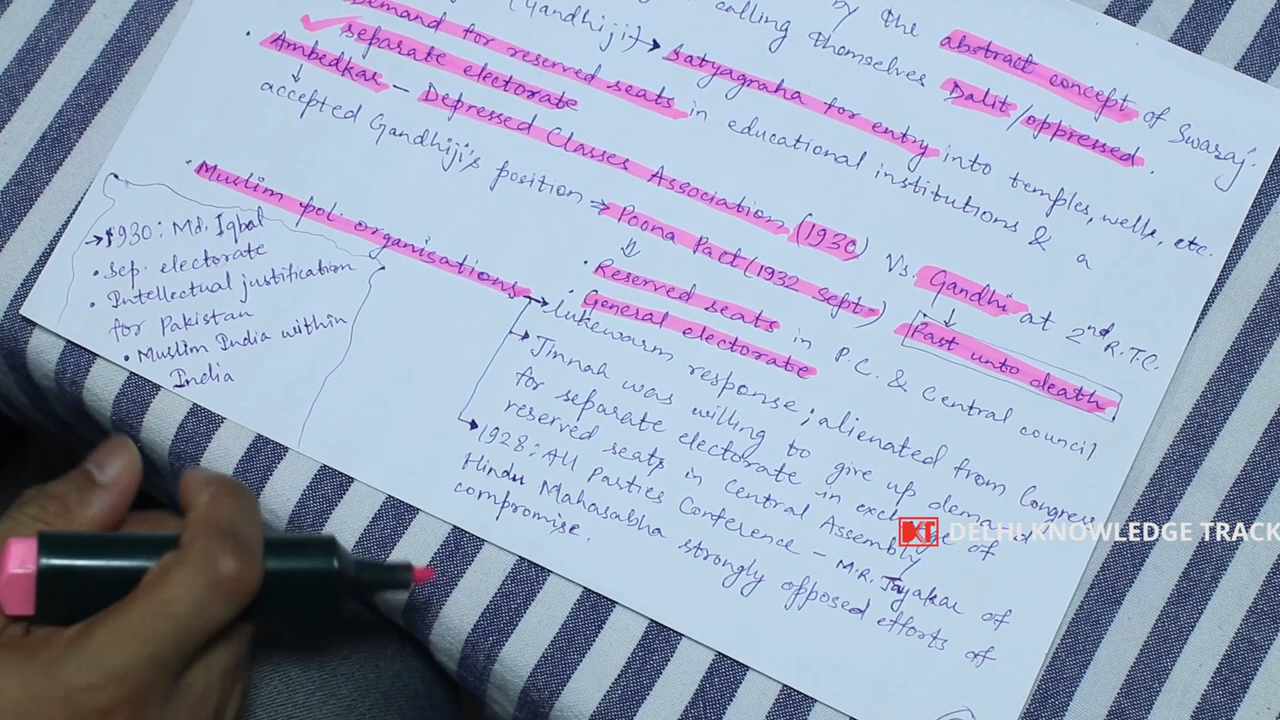 by the abstract concept of Swaraj.
calling themselves Dalit/oppressed.
(Gandhiji) → Satyagraha for entry into temples, wells, etc.
Demand for reserved seats in educational institutions & a
✓ separate electorate
• Ambedkar – Depressed Classes Association (1930) Vs. Gandhi at 2nd R.T.C.
↓
accepted Gandhiji's position ⇒ Poona Pact (1932 Sept.)
Fast unto death
⇓
• Reserved seats in P.C. & Central council
• General electorate
• Muslim pol. organisations
→ lukewarm response; alienated from Congress
→ Jinnah was willing to give up demand
for separate electorate in exchange of
reserved seats in Central Assembly
→ 1928: All Parties Conference – M.R. Jayakar of
Hindu Mahasabha strongly opposed efforts of
compromise.
→ 1930: Md. Iqbal
• Sep. electorate
• Intellectual justification
for Pakistan
• Muslim India within
India
DELHI KNOWLEDGE TRACK